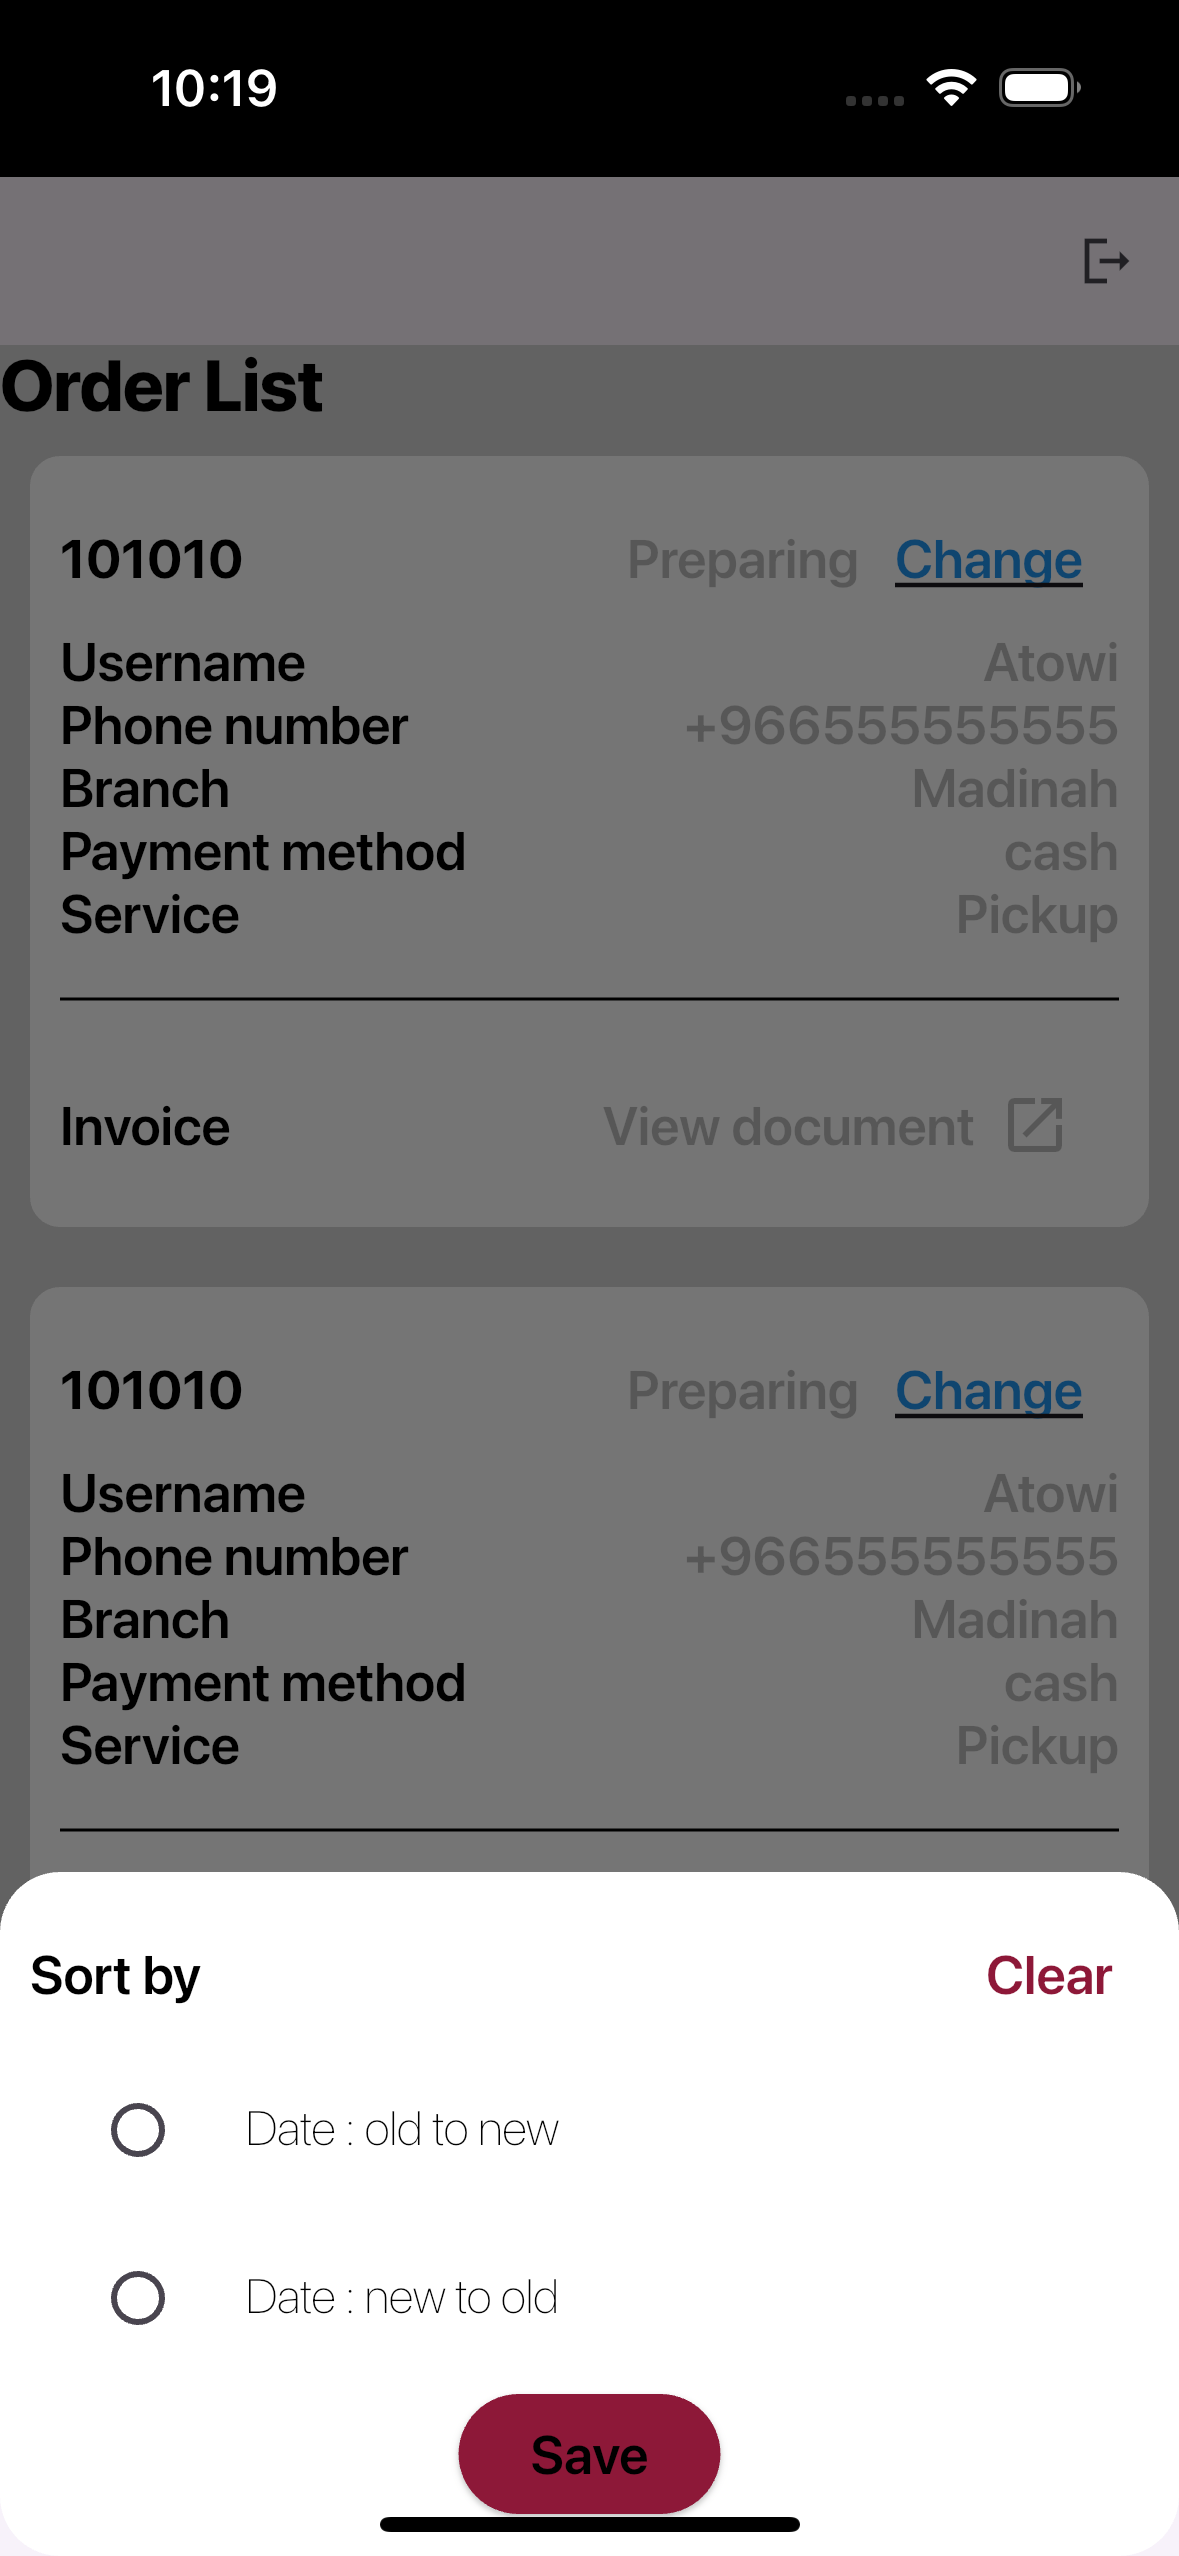 10:19
Order List
101010 Preparing Change
Username Atowi
Phone number +966555555555
Branch Madinah
Payment method cash
Service Pickup
Invoice View document
101010 Preparing Change
Username Atowi
Phone number +966555555555
Branch Madinah
Payment method cash
Service Pickup
Sort by Clear
Date : old to new
Date : new to old
Save